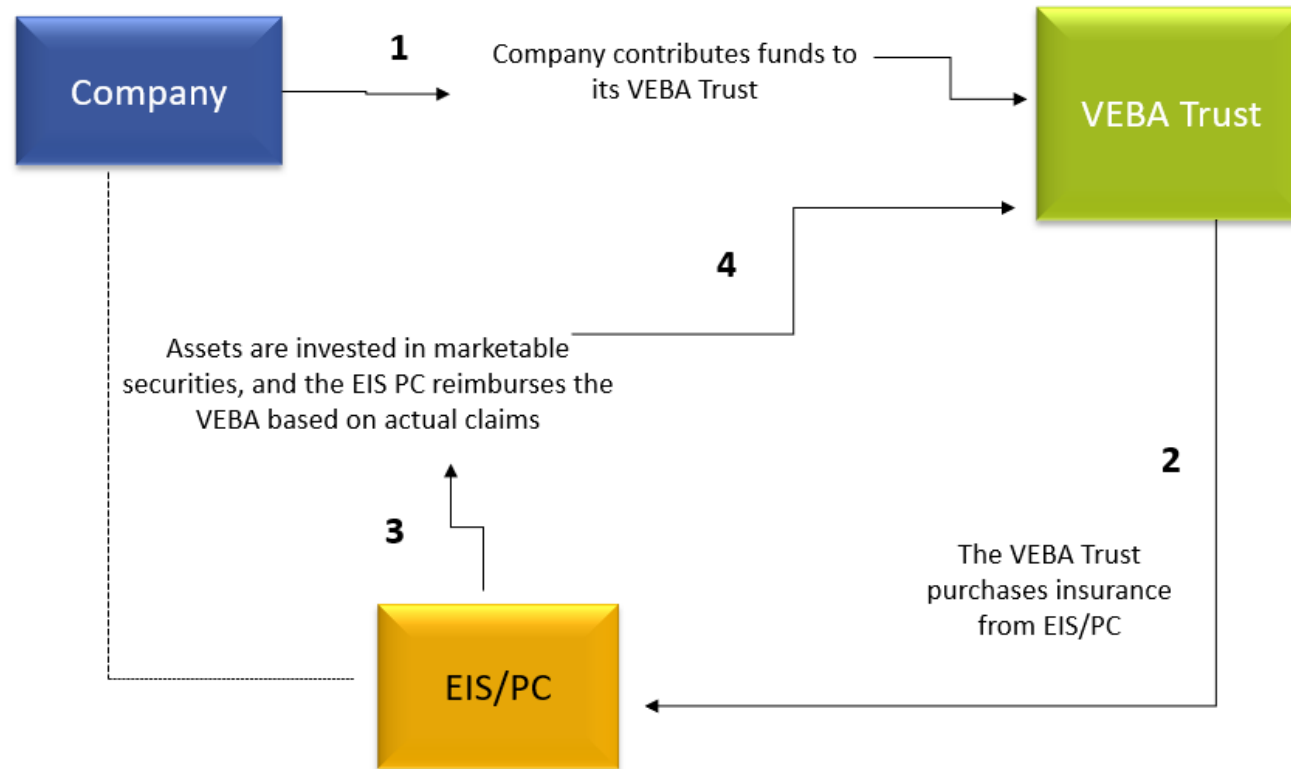 Company
1
Company contributes funds to
its VEBA Trust
VEBA Trust
4
Assets are invested in marketable
securities, and the EIS PC reimburses the
VEBA based on actual claims
2
3
The VEBA Trust
purchases insurance
from EIS/PC
EIS/PC